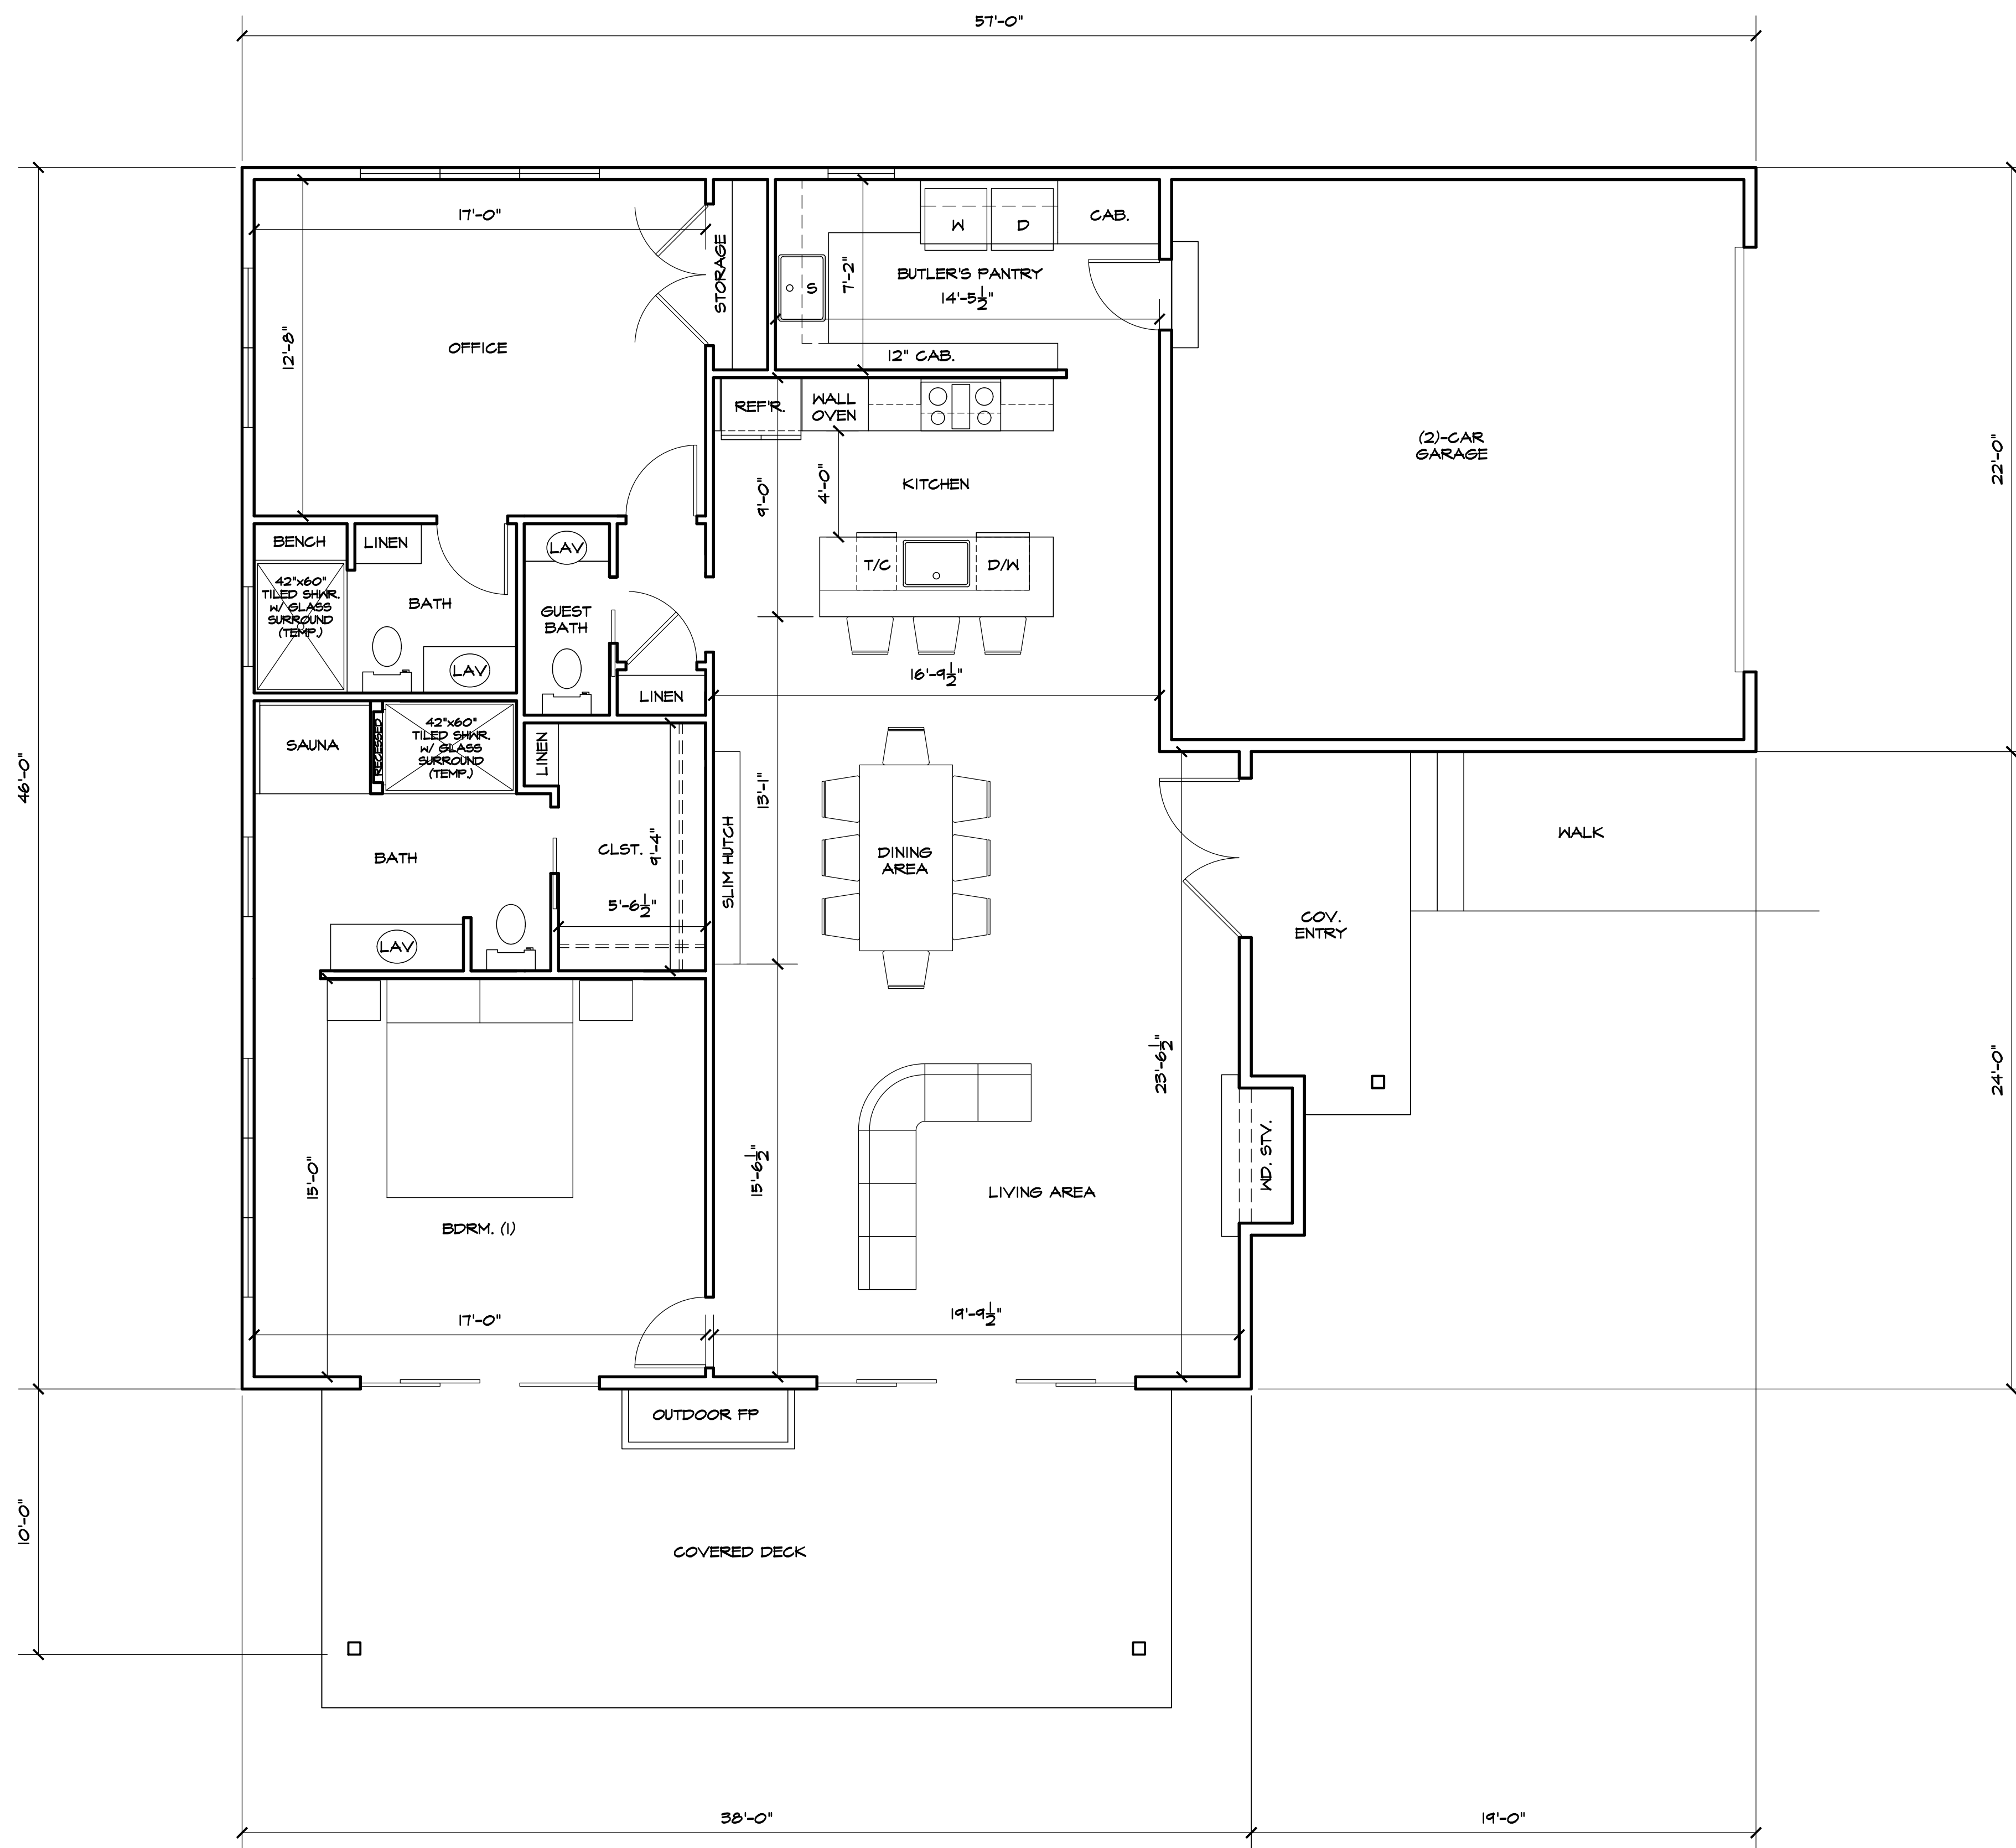 57'-0"
17'-0"
STORAGE
W
D
CAB.
BUTLER'S PANTRY
14'-5 1/2"
7'-2"
S
12" CAB.
12'-8"
OFFICE
REF'R.
WALL
OVEN
(2)-CAR
GARAGE
22'-0"
KITCHEN
9'-0"
4'-0"
BENCH
LINEN
LAV
T/C
D/W
42"x60"
TILED SHWR.
w/ GLASS
SURROUND
(TEMP.)
BATH
GUEST
BATH
LAV
LINEN
16'-9 1/2"
SAUNA
RECESSED
42"x60"
TILED SHWR.
w/ GLASS
SURROUND
(TEMP.)
LINEN
46'-0"
13'-1"
BATH
CLST.
9'-4"
SLIM HUTCH
DINING
AREA
WALK
5'-6 1/2"
LAV
COV.
ENTRY
23'-6 1/2"
24'-0"
15'-0"
15'-6 1/2"
WD. STV.
LIVING AREA
BDRM. (1)
17'-0"
19'-9 1/2"
OUTDOOR FP
10'-0"
COVERED DECK
38'-0"
19'-0"